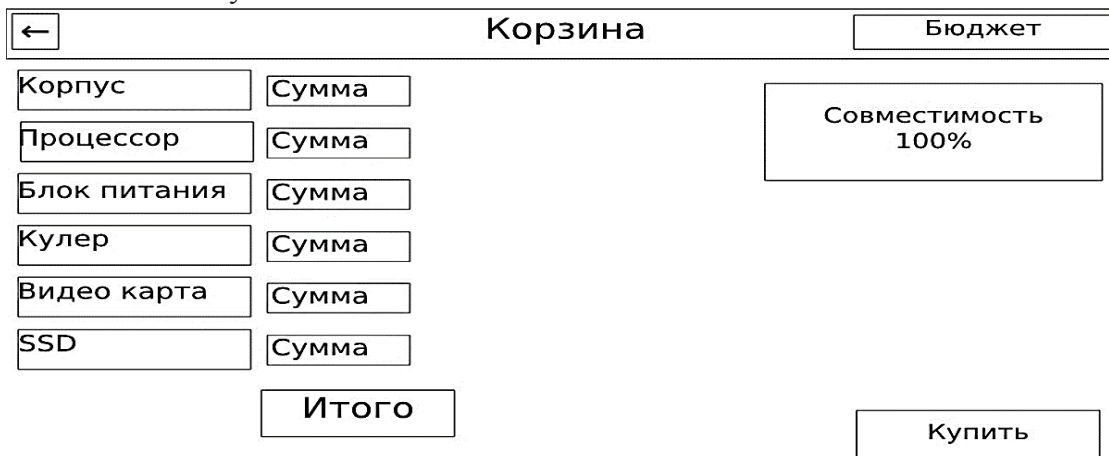 ← Корзина Бюджет
Корпус Сумма
Совместимость
100%
Процессор Сумма
Блок питания Сумма
Кулер Сумма
Видео карта Сумма
SSD Сумма
Итого
Купить